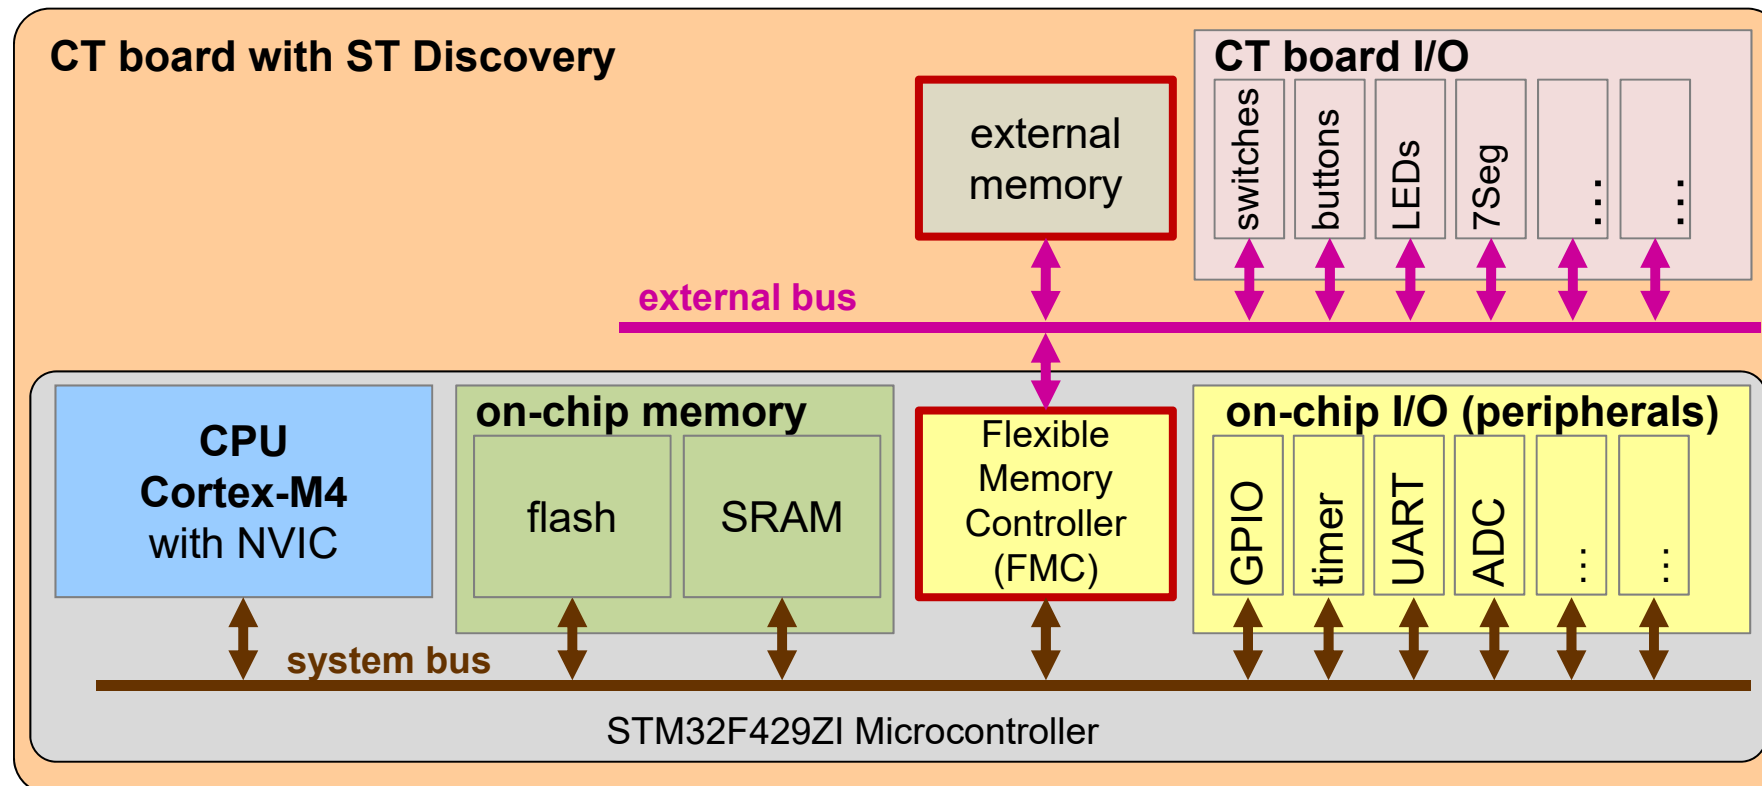 CT board with ST Discovery
external
memory
CT board I/O
switches
buttons
LEDs
7Seg
...
...
external bus
CPU
Cortex-M4
with NVIC
on-chip memory
flash
SRAM
Flexible
Memory
Controller
(FMC)
on-chip I/O (peripherals)
GPIO
timer
UART
ADC
...
...
system bus
STM32F429ZI Microcontroller